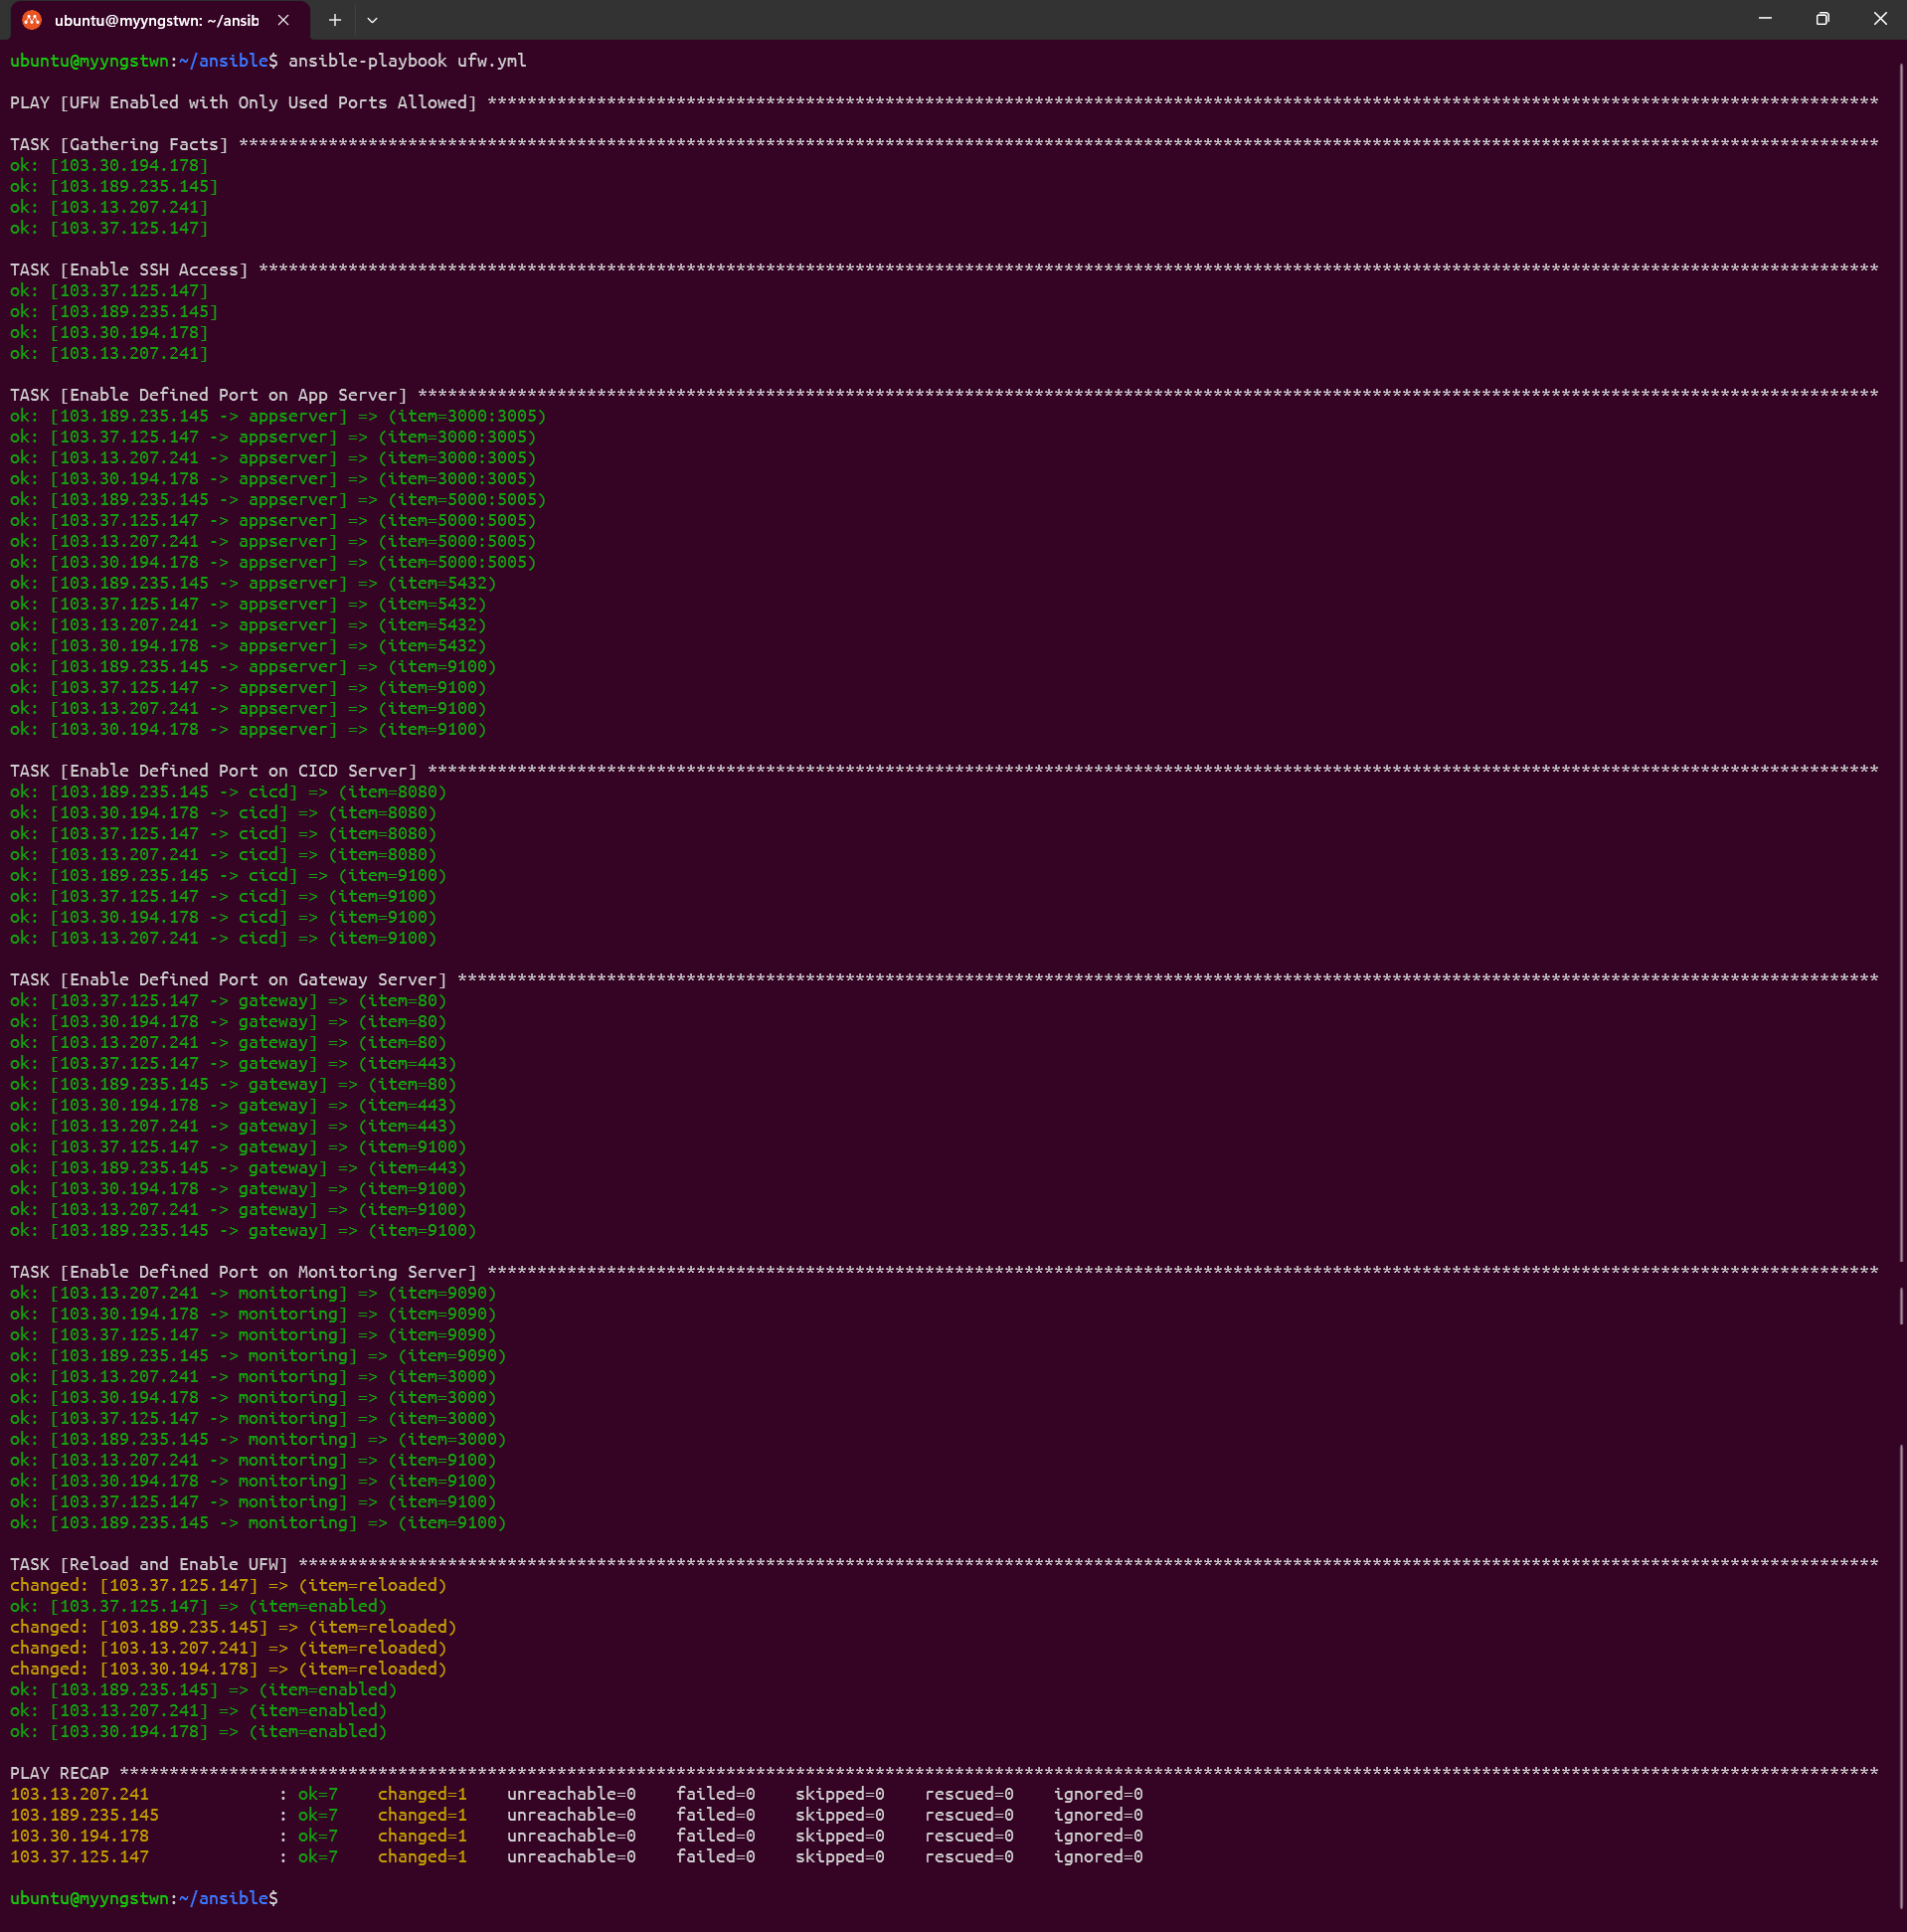 ubuntu@myyngstwn: ~/ansib
ubuntu@myyngstwn:~/ansible$ ansible-playbook ufw.yml
PLAY [UFW Enabled with Only Used Ports Allowed] ********************************************************************************************************************************************
TASK [Gathering Facts] *********************************************************************************************************************************************************************
ok: [103.30.194.178]
ok: [103.189.235.145]
ok: [103.13.207.241]
ok: [103.37.125.147]
TASK [Enable SSH Access] *******************************************************************************************************************************************************************
ok: [103.37.125.147]
ok: [103.189.235.145]
ok: [103.30.194.178]
ok: [103.13.207.241]
TASK [Enable Defined Port on App Server] ***************************************************************************************************************************************************
ok: [103.189.235.145 -> appserver] => (item=3000:3005)
ok: [103.37.125.147 -> appserver] => (item=3000:3005)
ok: [103.13.207.241 -> appserver] => (item=3000:3005)
ok: [103.30.194.178 -> appserver] => (item=3000:3005)
ok: [103.189.235.145 -> appserver] => (item=5000:5005)
ok: [103.37.125.147 -> appserver] => (item=5000:5005)
ok: [103.13.207.241 -> appserver] => (item=5000:5005)
ok: [103.30.194.178 -> appserver] => (item=5000:5005)
ok: [103.189.235.145 -> appserver] => (item=5432)
ok: [103.37.125.147 -> appserver] => (item=5432)
ok: [103.13.207.241 -> appserver] => (item=5432)
ok: [103.30.194.178 -> appserver] => (item=5432)
ok: [103.189.235.145 -> appserver] => (item=9100)
ok: [103.37.125.147 -> appserver] => (item=9100)
ok: [103.13.207.241 -> appserver] => (item=9100)
ok: [103.30.194.178 -> appserver] => (item=9100)
TASK [Enable Defined Port on CICD Server] **************************************************************************************************************************************************
ok: [103.189.235.145 -> cicd] => (item=8080)
ok: [103.30.194.178 -> cicd] => (item=8080)
ok: [103.37.125.147 -> cicd] => (item=8080)
ok: [103.13.207.241 -> cicd] => (item=8080)
ok: [103.189.235.145 -> cicd] => (item=9100)
ok: [103.37.125.147 -> cicd] => (item=9100)
ok: [103.30.194.178 -> cicd] => (item=9100)
ok: [103.13.207.241 -> cicd] => (item=9100)
TASK [Enable Defined Port on Gateway Server] ***********************************************************************************************************************************************
ok: [103.37.125.147 -> gateway] => (item=80)
ok: [103.30.194.178 -> gateway] => (item=80)
ok: [103.13.207.241 -> gateway] => (item=80)
ok: [103.37.125.147 -> gateway] => (item=443)
ok: [103.189.235.145 -> gateway] => (item=80)
ok: [103.30.194.178 -> gateway] => (item=443)
ok: [103.13.207.241 -> gateway] => (item=443)
ok: [103.37.125.147 -> gateway] => (item=9100)
ok: [103.189.235.145 -> gateway] => (item=443)
ok: [103.30.194.178 -> gateway] => (item=9100)
ok: [103.13.207.241 -> gateway] => (item=9100)
ok: [103.189.235.145 -> gateway] => (item=9100)
TASK [Enable Defined Port on Monitoring Server] ********************************************************************************************************************************************
ok: [103.13.207.241 -> monitoring] => (item=9090)
ok: [103.30.194.178 -> monitoring] => (item=9090)
ok: [103.37.125.147 -> monitoring] => (item=9090)
ok: [103.189.235.145 -> monitoring] => (item=9090)
ok: [103.13.207.241 -> monitoring] => (item=3000)
ok: [103.30.194.178 -> monitoring] => (item=3000)
ok: [103.37.125.147 -> monitoring] => (item=3000)
ok: [103.189.235.145 -> monitoring] => (item=3000)
ok: [103.13.207.241 -> monitoring] => (item=9100)
ok: [103.30.194.178 -> monitoring] => (item=9100)
ok: [103.37.125.147 -> monitoring] => (item=9100)
ok: [103.189.235.145 -> monitoring] => (item=9100)
TASK [Reload and Enable UFW] ***************************************************************************************************************************************************************
changed: [103.37.125.147] => (item=reloaded)
ok: [103.37.125.147] => (item=enabled)
changed: [103.189.235.145] => (item=reloaded)
changed: [103.13.207.241] => (item=reloaded)
changed: [103.30.194.178] => (item=reloaded)
ok: [103.189.235.145] => (item=enabled)
ok: [103.13.207.241] => (item=enabled)
ok: [103.30.194.178] => (item=enabled)
PLAY RECAP *********************************************************************************************************************************************************************************
103.13.207.241             : ok=7    changed=1    unreachable=0    failed=0    skipped=0    rescued=0    ignored=0
103.189.235.145            : ok=7    changed=1    unreachable=0    failed=0    skipped=0    rescued=0    ignored=0
103.30.194.178             : ok=7    changed=1    unreachable=0    failed=0    skipped=0    rescued=0    ignored=0
103.37.125.147             : ok=7    changed=1    unreachable=0    failed=0    skipped=0    rescued=0    ignored=0
ubuntu@myyngstwn:~/ansible$